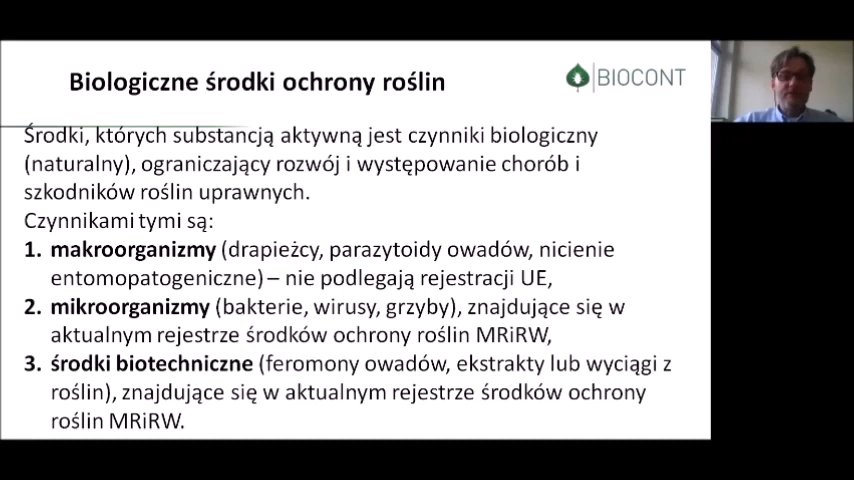 Biologiczne środki ochrony roślin
BIOCONT
Środki, których substancją aktywną jest czynniki biologiczny
(naturalny), ograniczający rozwój i występowanie chorób i
szkodników roślin uprawnych.
Czynnikami tymi są:
1. makroorganizmy (drapieżcy, parazytoidy owadów, nicienie
entomopatogeniczne) – nie podlegają rejestracji UE,
2. mikroorganizmy (bakterie, wirusy, grzyby), znajdujące się w
aktualnym rejestrze środków ochrony roślin MRiRW,
3. środki biotechniczne (feromony owadów, ekstrakty lub wyciągi z
roślin), znajdujące się w aktualnym rejestrze środków ochrony
roślin MRiRW.